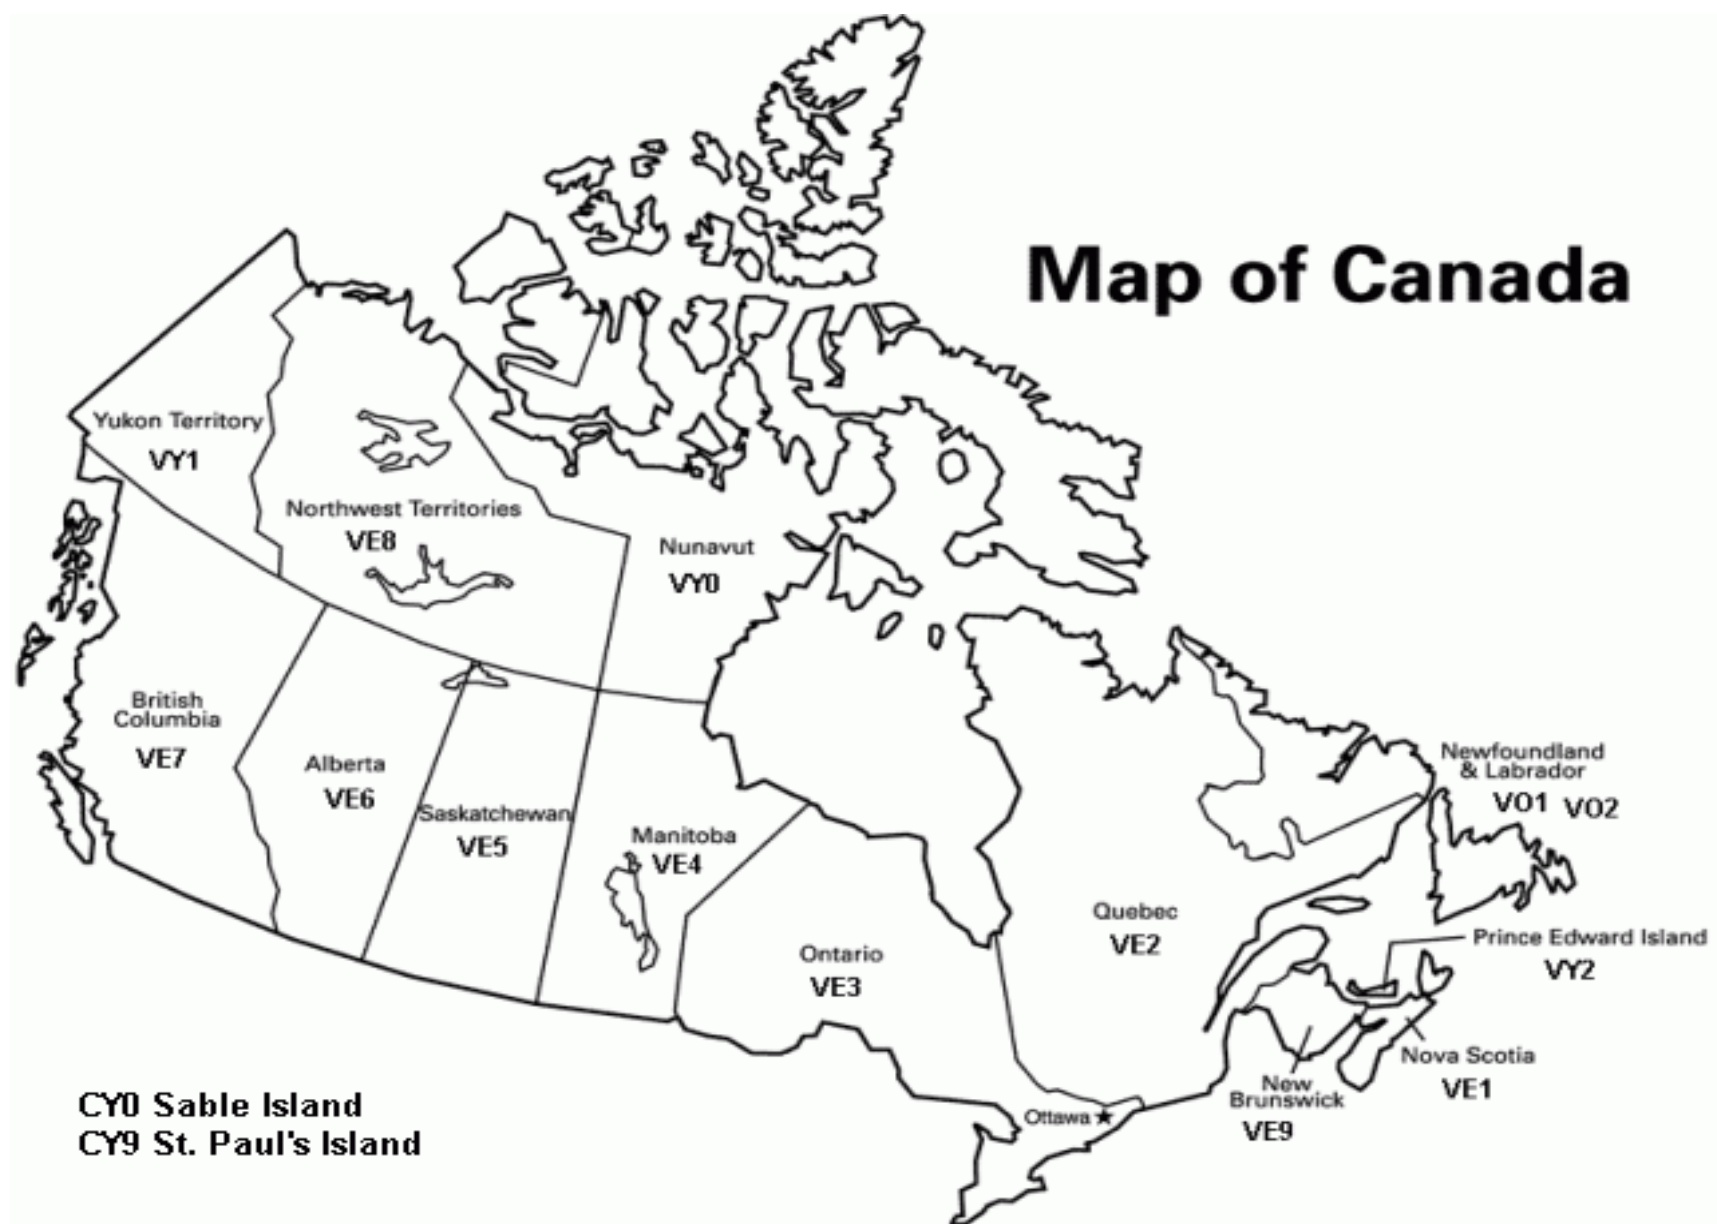 Map of Canada
Yukon Territory
VY1
Northwest Territories
VE8
Nunavut
VY0
British
Columbia
VE7
Alberta
VE6
Saskatchewan
VE5
Manitoba
VE4
Ontario
VE3
Quebec
VE2
Newfoundland
& Labrador
VO1 VO2
Prince Edward Island
VY2
Nova Scotia
VE1
New
Brunswick
VE9
Ottawa
CY0 Sable Island
CY9 St. Paul's Island